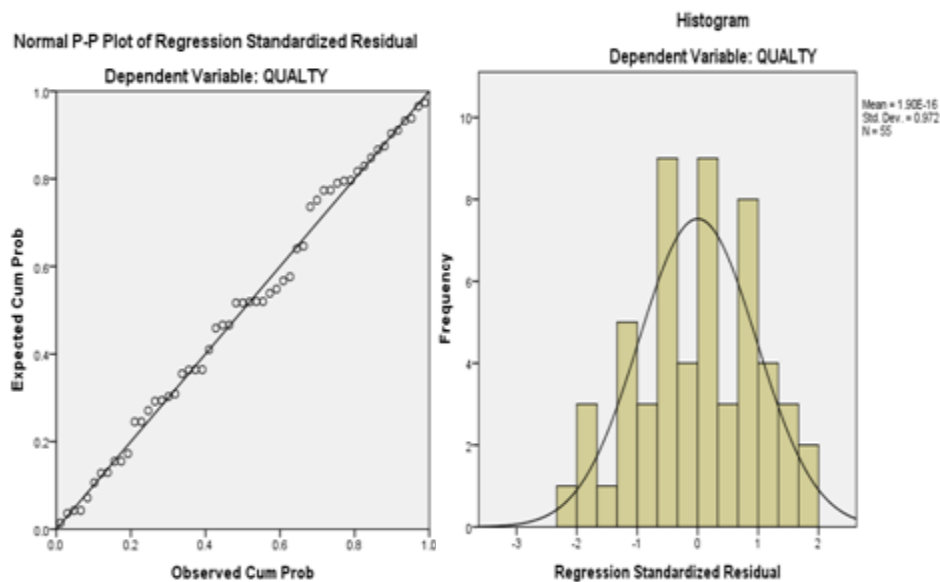 Normal P-P Plot of Regression Standardized Residual
Dependent Variable: QUALTY
Expected Cum Prob
1.0
0.8
0.6
0.4
0.2
0.0
0.0 0.2 0.4 0.6 0.8 1.0
Observed Cum Prob
Histogram
Dependent Variable: QUALTY
Mean = 1.90E-16
Std. Dev. = 0.972
N = 55
Frequency
10
8
6
4
2
0
-3 -2 -1 0 1 2
Regression Standardized Residual